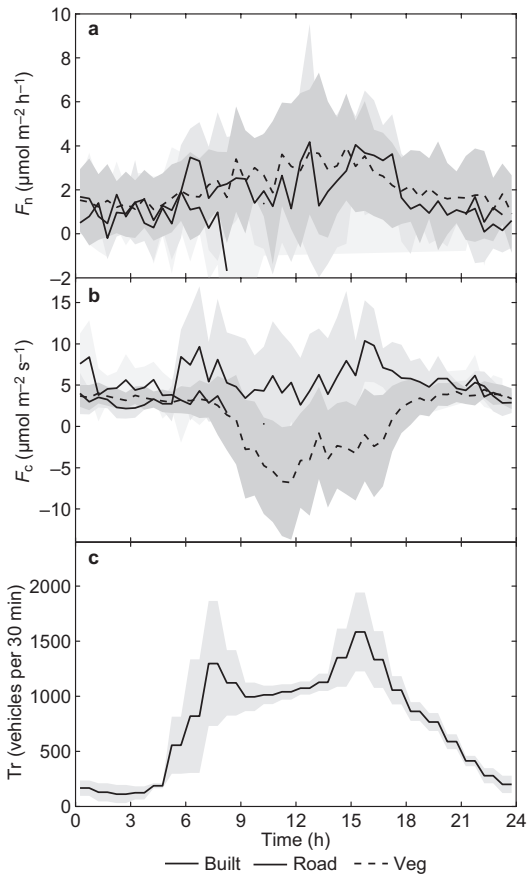 a
10
8
6
4
2
0
–2
Fn (μmol m–2 h–1)
b
15
10
5
0
–5
–10
Fc (μmol m–2 s–1)
c
2000
1500
1000
500
0
Tr (vehicles per 30 min)
0 3 6 9 12 15 18 21 24
Time (h)
Built Road Veg